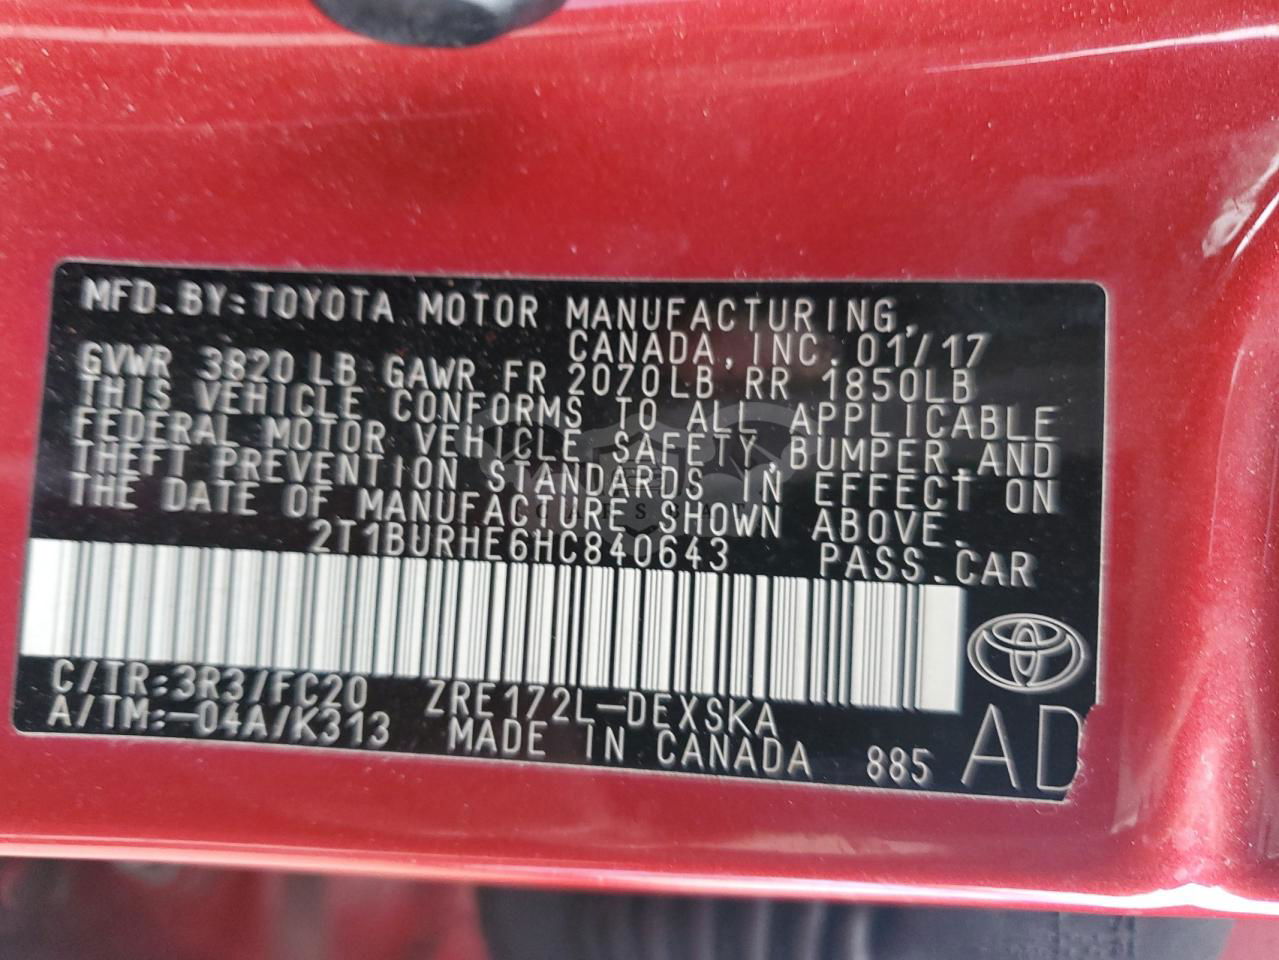 MFD.BY:TOYOTA MOTOR MANUFACTURING,
CANADA,INC. 01/17
GVWR 3820LB GAWR FR 2070LB RR 1850LB
THIS VEHICLE CONFORMS TO ALL APPLICABLE
FEDERAL MOTOR VEHICLE SAFETY,BUMPER,AND
THEFT PREVENTION STANDARDS IN EFFECT ON
THE DATE OF MANUFACTURE SHOWN ABOVE.
2T1BURHE6HC840643 PASS.CAR
C/TR:3R3/FC20 ZRE172L-DEXSKA
A/TM:-04A/K313 MADE IN CANADA 885 AD